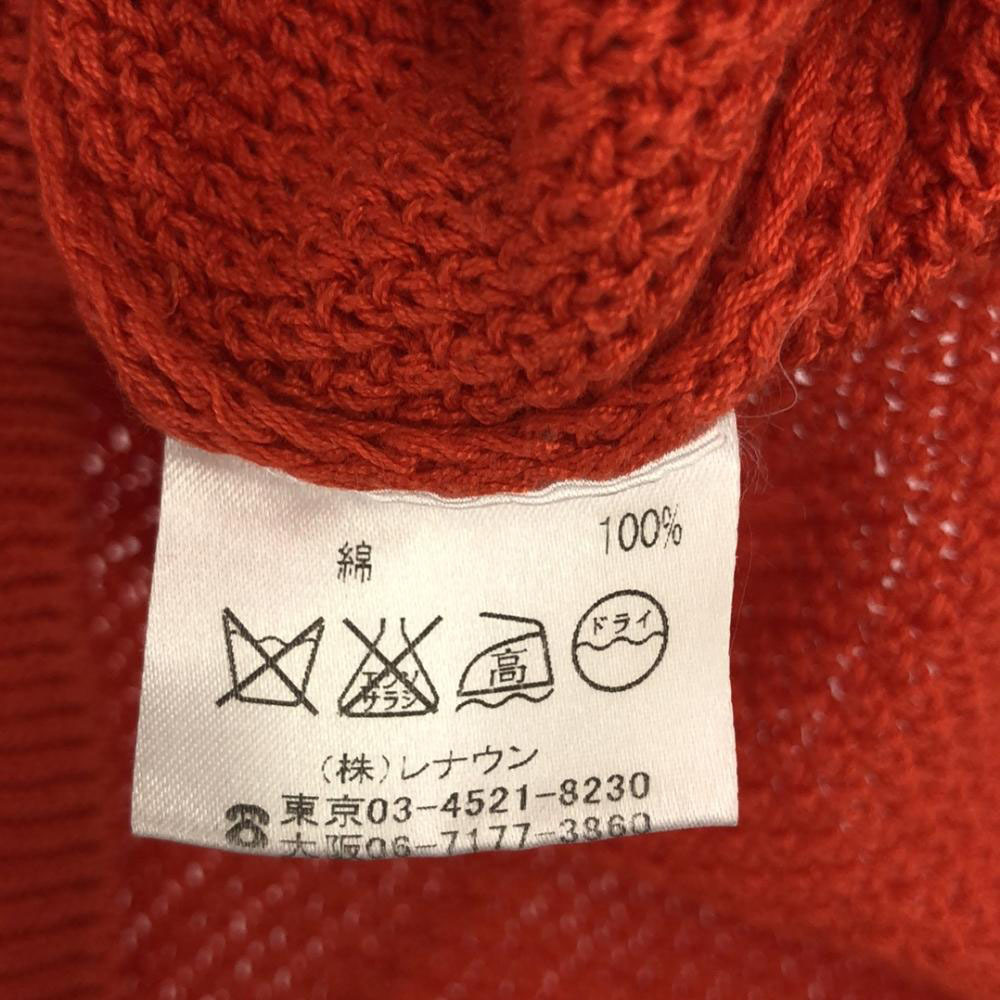 綿 100%
エンソ
サラシ
高
ドライ
(株)レナウン
東京03-4521-8230
大阪06-7177-3860